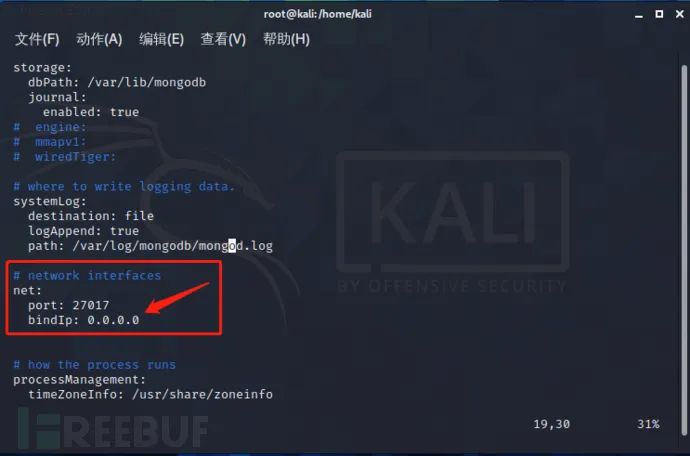 root@kali:/home/kali
文件(F) 动作(A) 编辑(E) 查看(V) 帮助(H)
storage:
  dbPath: /var/lib/mongodb
  journal:
    enabled: true
#  engine:
#  mmapv1:
#  wiredTiger:
# where to write logging data.
systemLog:
  destination: file
  logAppend: true
  path: /var/log/mongodb/mongod.log
# network interfaces
net:
  port: 27017
  bindIp: 0.0.0.0
# how the process runs
processManagement:
  timeZoneInfo: /usr/share/zoneinfo
19,30 31%
KALI
BY OFFENSIVE SECURITY
FREEBUF